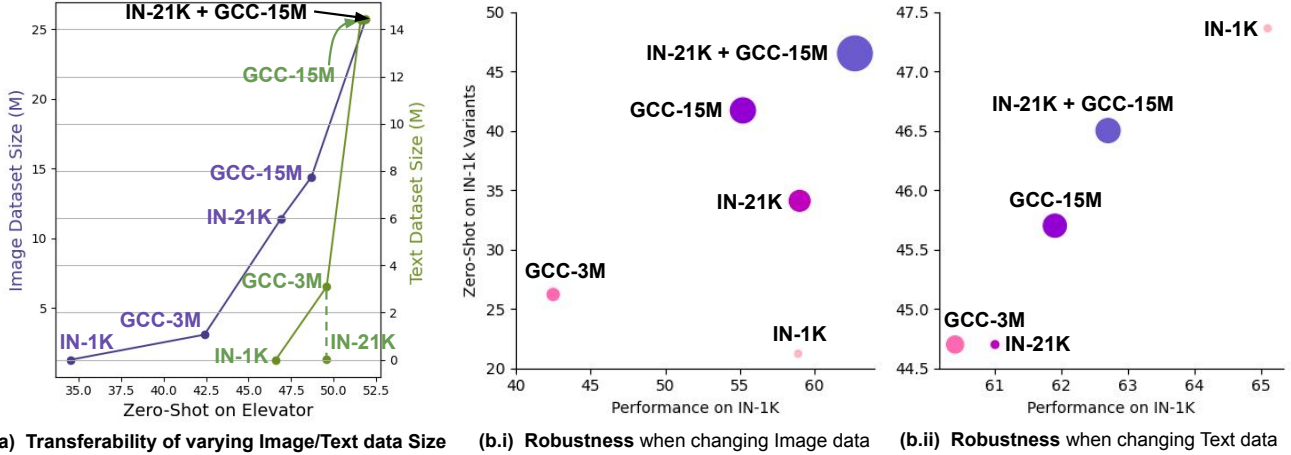 IN-21K + GCC-15M
GCC-15M
GCC-15M
IN-21K
GCC-3M
GCC-3M
IN-1K
IN-1K
IN-21K
25
20
15
10
5
14
12
10
8
6
4
2
0
Image Dataset Size (M)
Text Dataset Size (M)
35.0 37.5 40.0 42.5 45.0 47.5 50.0 52.5
Zero-Shot on Elevator
a) Transferability of varying Image/Text data Size
50
45
40
35
30
25
20
Zero-Shot on IN-1k Variants
IN-21K + GCC-15M
GCC-15M
IN-21K
GCC-3M
IN-1K
40 45 50 55 60
Performance on IN-1K
(b.i) Robustness when changing Image data
47.5
47.0
46.5
46.0
45.5
45.0
44.5
IN-1K
IN-21K + GCC-15M
GCC-15M
GCC-3M
IN-21K
61 62 63 64 65
Performance on IN-1K
(b.ii) Robustness when changing Text data